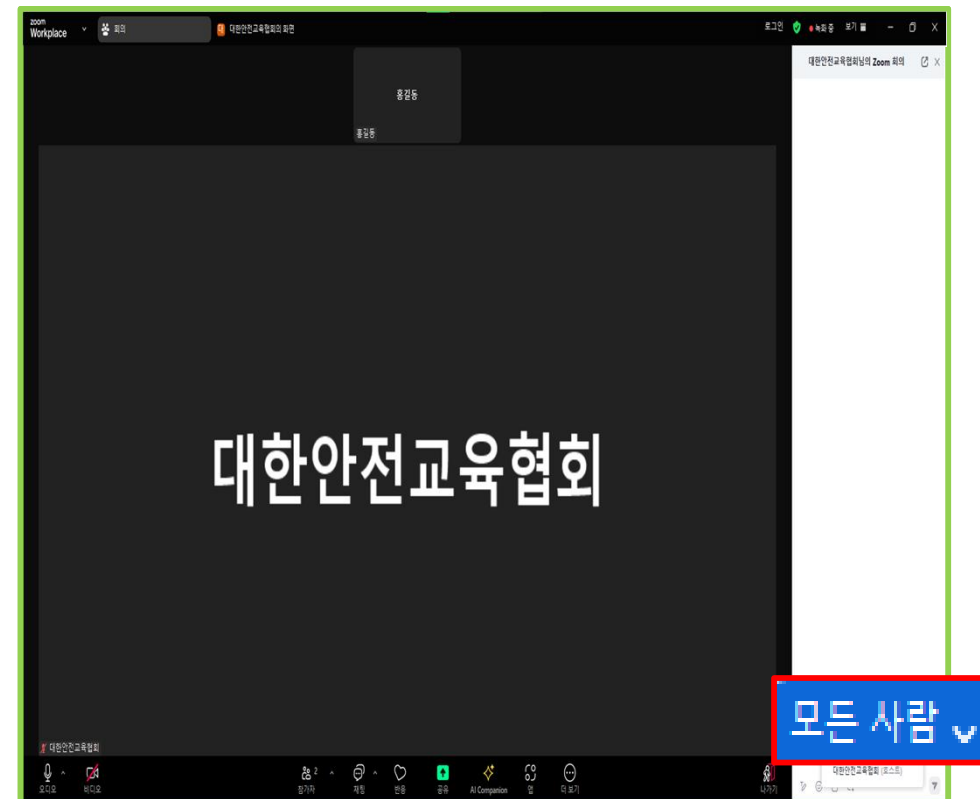 zoom
Workplace
회의
대한안전교육협회의 화면
로그인
녹화 중
보기
대한안전교육협회님의 Zoom 회의
홍길동
홍길동
대한안전교육협회
대한안전교육협회
모든 사람
대한안전교육협회 (호스트)
오디오
비디오
2
참가자
채팅
반응
공유
AI Companion
앱
더 보기
나가기